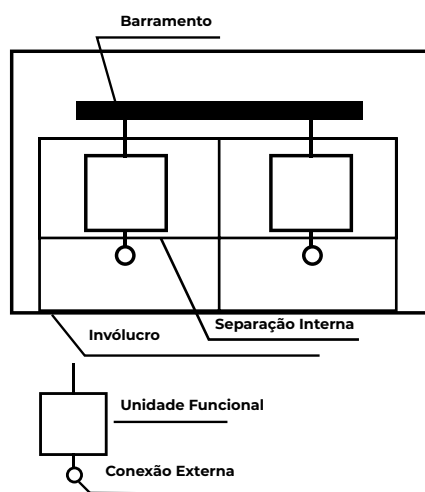 Barramento
Separação Interna
Invólucro
Unidade Funcional
Conexão Externa